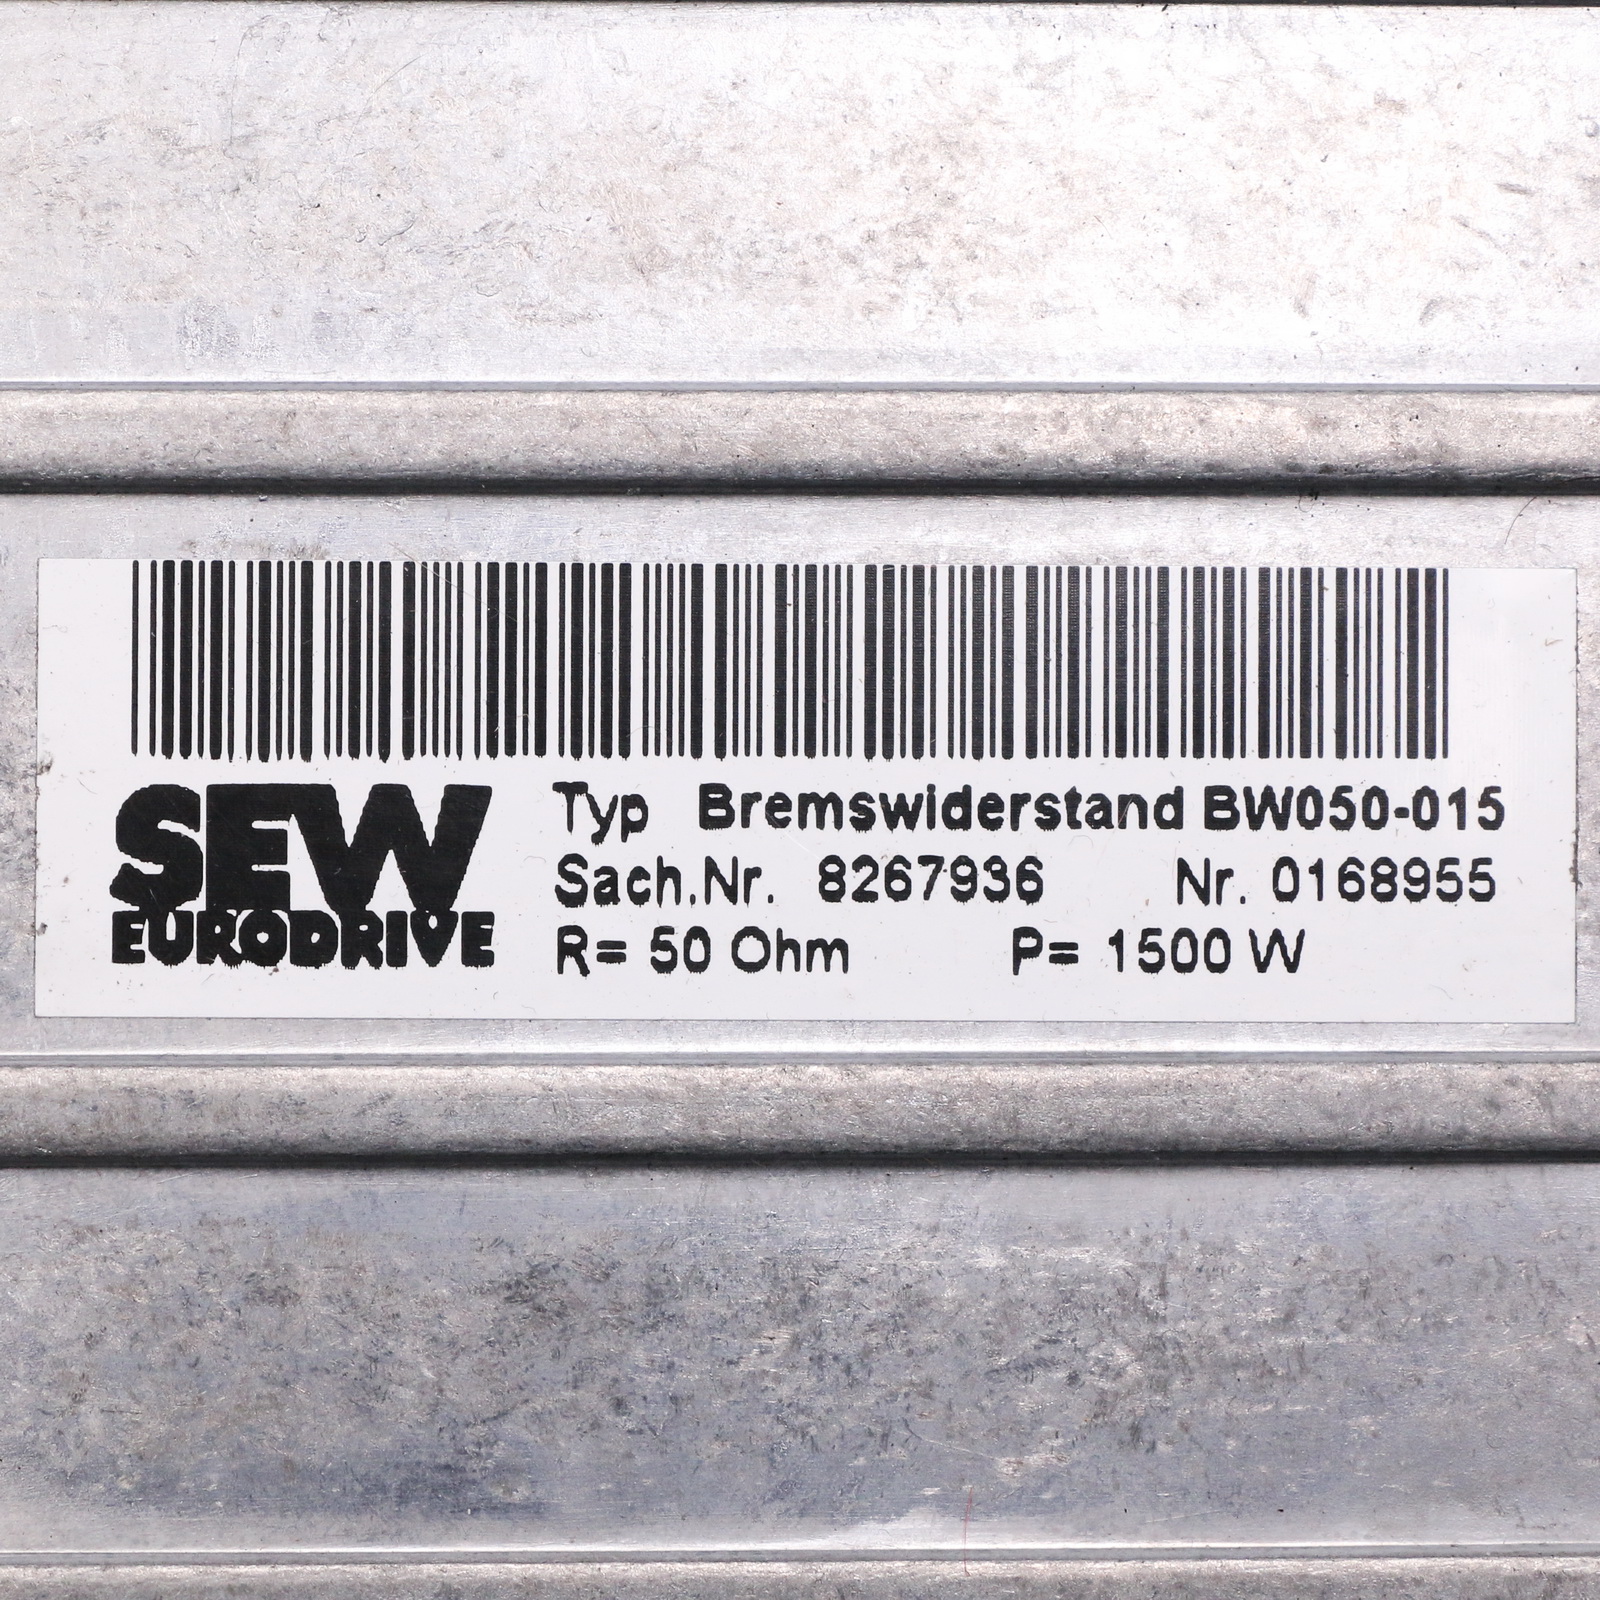 SEW
EURODRIVE
Typ Bremswiderstand BW050-015
Sach.Nr. 8267936 Nr. 0168955
R= 50 Ohm P= 1500 W